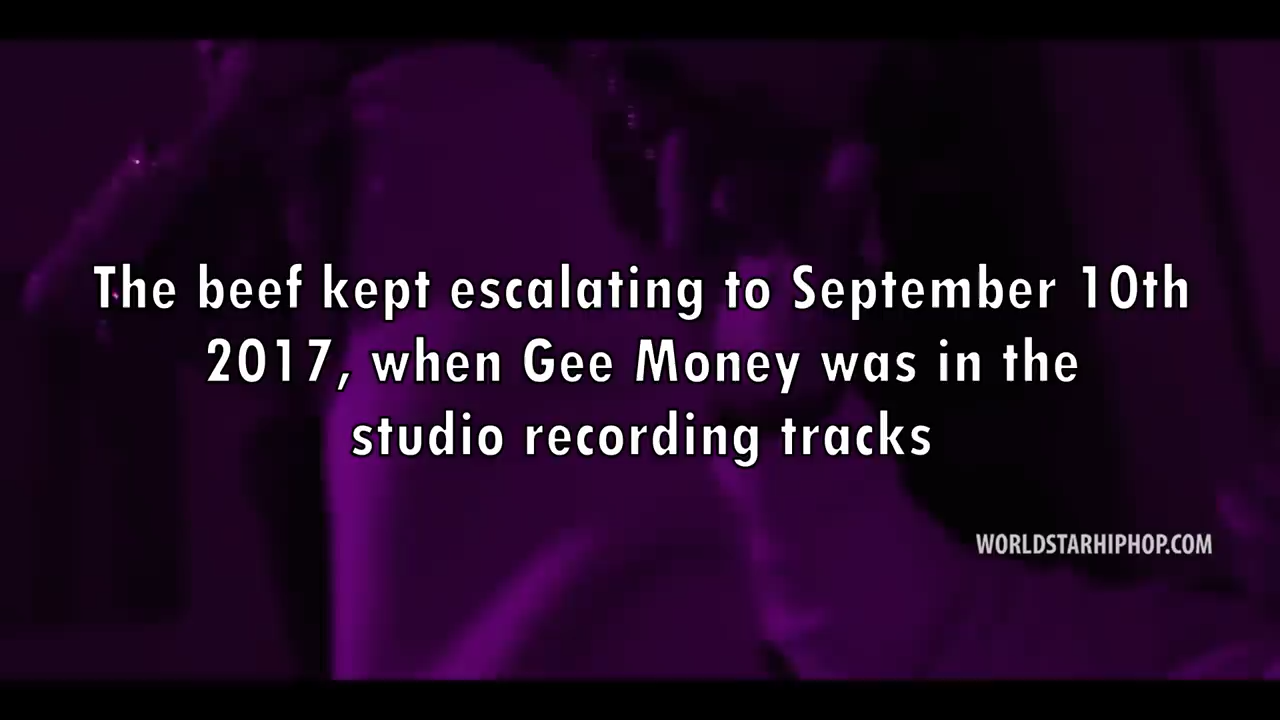 The beef kept escalating to September 10th
2017, when Gee Money was in the
studio recording tracks
WORLDSTARHIPHOP.COM